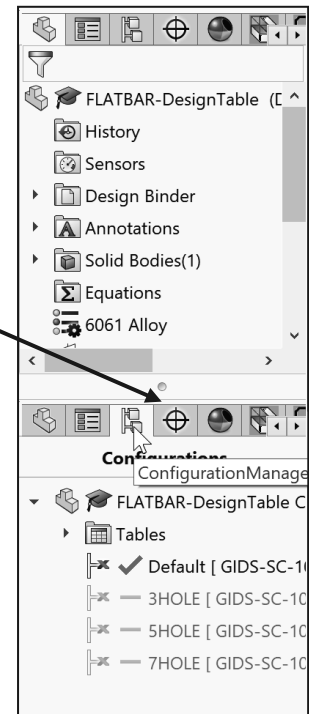 FLATBAR-DesignTable (D
History
Sensors
Design Binder
Annotations
A
Solid Bodies(1)
Σ Equations
6061 Alloy
Configurations
ConfigurationManage
FLATBAR-DesignTable C
Tables
Default [ GIDS-SC-10
3HOLE [ GIDS-SC-10
5HOLE [ GIDS-SC-10
7HOLE [ GIDS-SC-10